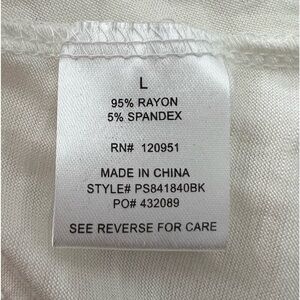 L
95% RAYON
5% SPANDEX
RN# 120951
MADE IN CHINA
STYLE# PS841840BK
PO# 432089
SEE REVERSE FOR CARE